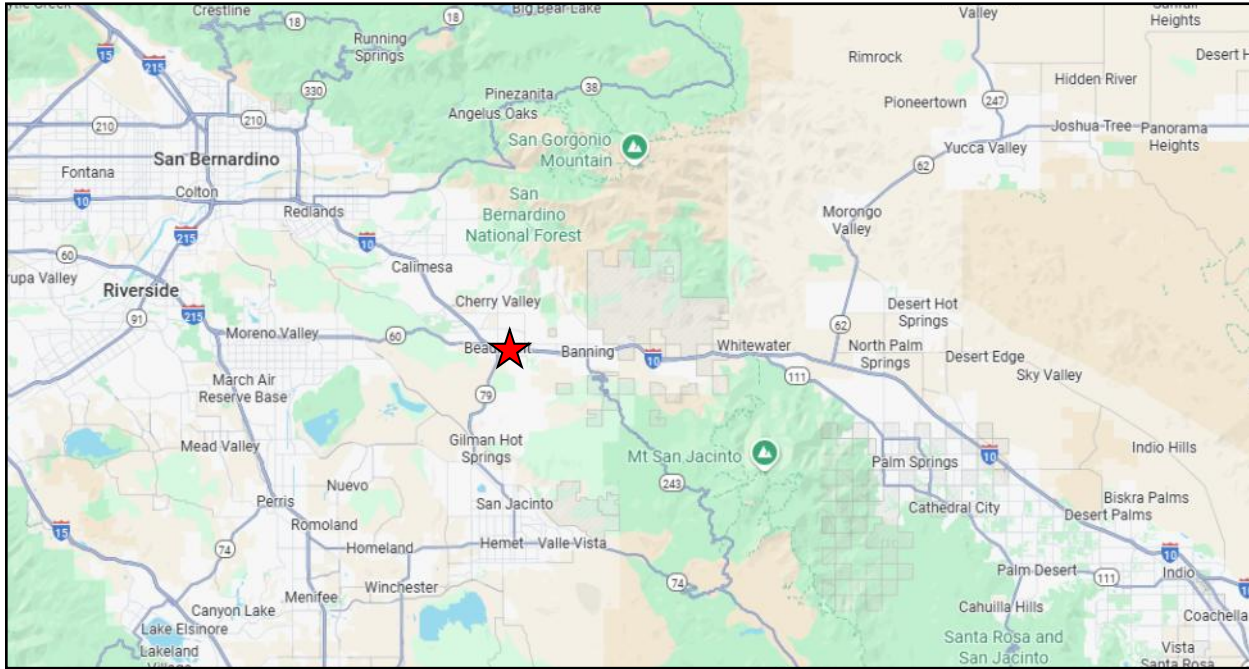 Crestline
18
18
Big Bear Lake
Valley
Heights
15
215
Running
Springs
Rimrock
Hidden River
Desert H
330
Pinezanita
38
Pioneertown
247
210
210
Angelus Oaks
San Gorgonio
Mountain
Joshua Tree
Panorama
Heights
San Bernardino
Yucca Valley
Fontana
62
Colton
10
Redlands
San
Bernardino
National Forest
Morongo
Valley
215
10
60
Calimesa
rupa Valley
Riverside
Cherry Valley
Desert Hot
Springs
91
215
Moreno Valley
60
62
Banning
10
Whitewater
North Palm
Springs
Desert Edge
March Air
Reserve Base
79
111
Sky Valley
Mead Valley
Gilman Hot
Springs
Mt San Jacinto
Palm Springs
10
Indio Hills
Nuevo
243
Perris
San Jacinto
Cathedral City
Biskra Palms
Desert Palms
15
Romoland
74
Homeland
Hemet
Valle Vista
10
Winchester
74
Palm Desert
111
Indio
Menifee
Canyon Lake
Cahuilla Hills
Coachella
Lake Elsinore
Lakeland
Santa Rosa and
San Jacinto
Vista
Santa Rosa